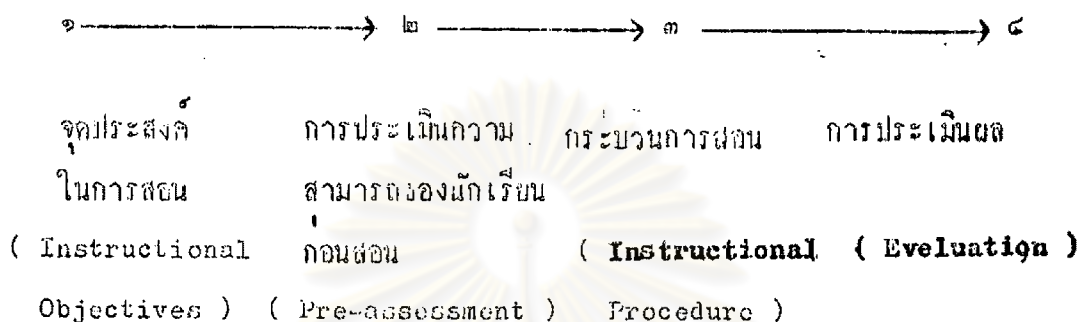 ๑ ⟶ ๒ ⟶ ๓ ⟶ ๔
จุดประสงค์ การประเมินความ กระบวนการสอน การประเมินผล
ในการสอน สามารถของนักเรียน
( Instructional ก่อนสอน ( Instructional ( Eveluation )
Objectives ) ( Pre-assessment ) Procedure )